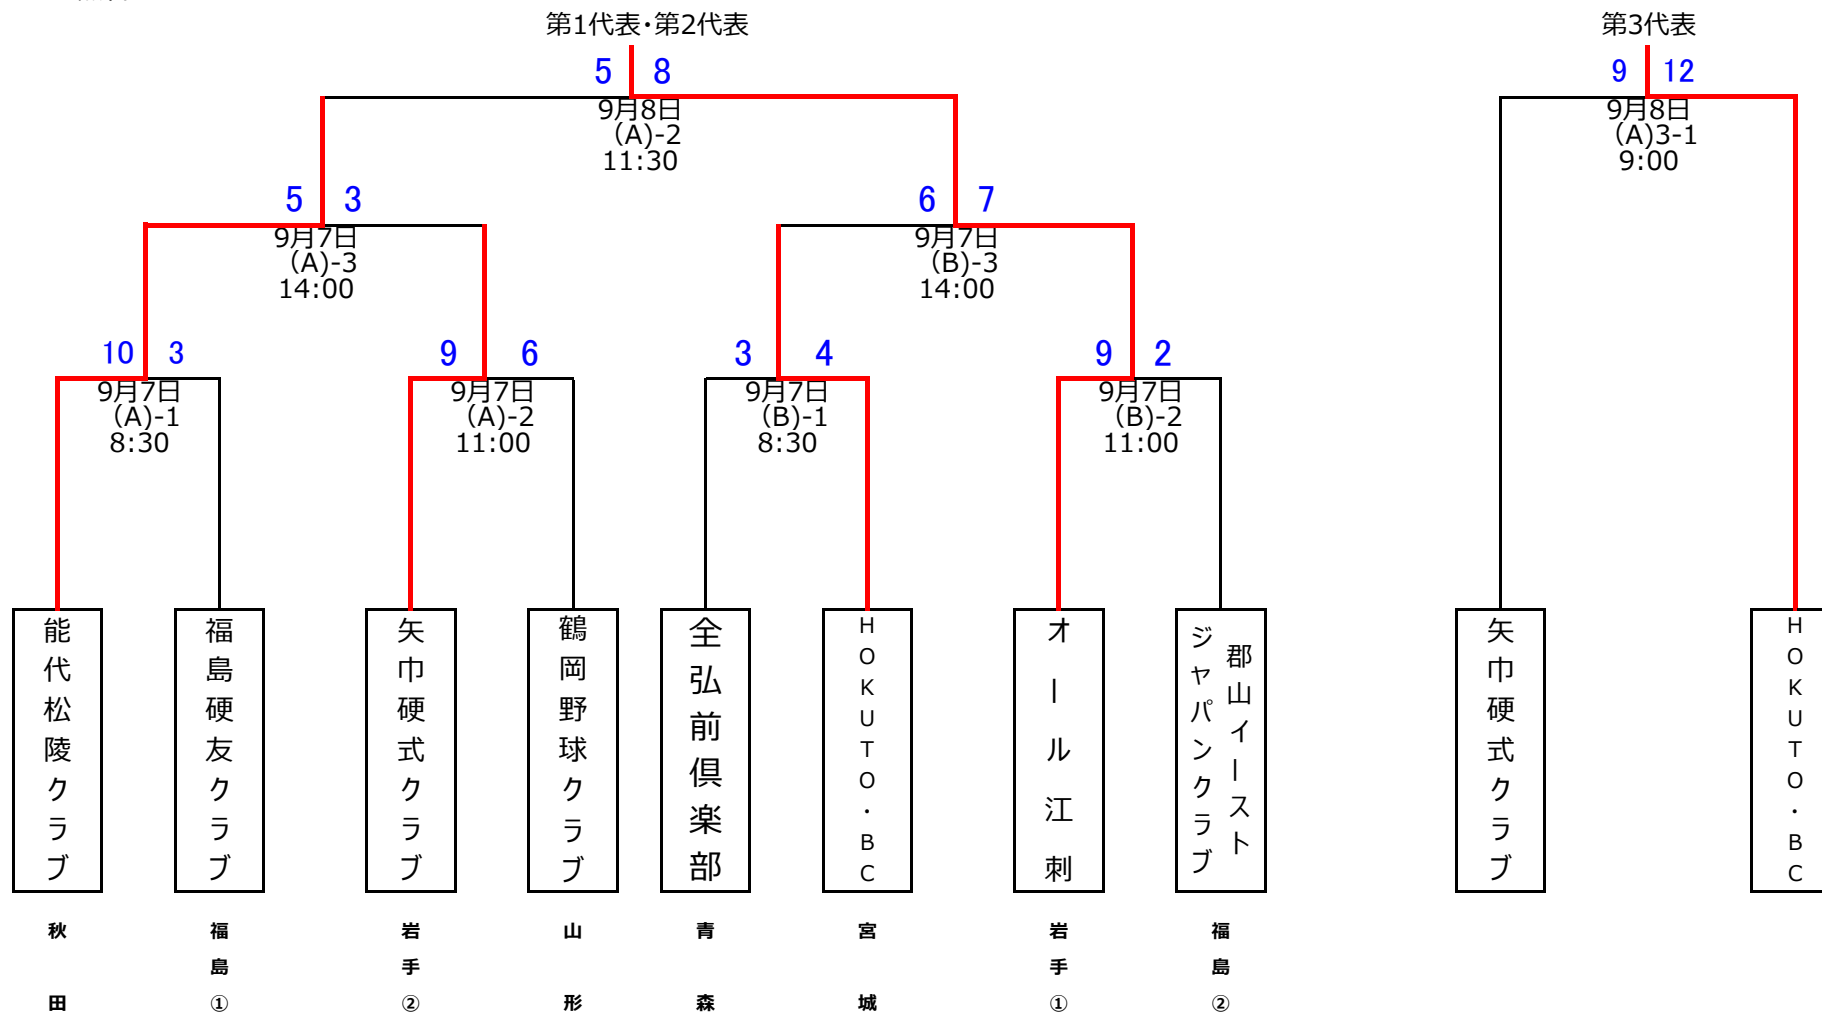 第1代表・第2代表
第3代表
5 8
9 12
9月8日
(A)-2
11:30
9月8日
(A)3-1
9:00
5 3
6 7
9月7日
(A)-3
14:00
9月7日
(B)-3
14:00
10 3
9 6
3 4
9 2
9月7日
(A)-1
8:30
9月7日
(A)-2
11:00
9月7日
(B)-1
8:30
9月7日
(B)-2
11:00
能代松陵クラブ
福島硬友クラブ
矢巾硬式クラブ
鶴岡野球クラブ
全弘前倶楽部
HOKUTO・BC
オール江刺
郡山イースト
ジャパンクラブ
矢巾硬式クラブ
HOKUTO・BC
秋田
福島①
岩手②
山形
青森
宮城
岩手①
福島②